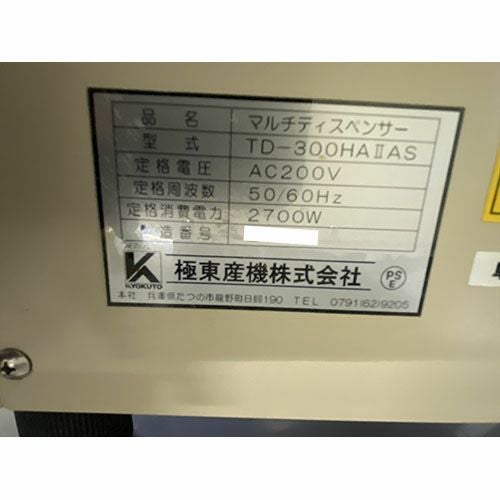 品名 マルチディスペンサー
型式 TD-300HAⅡAS
定格電圧 AC200V
定格周波数 50/60Hz
定格消費電力 2700W
製造番号
KYOKUTO 極東産機株式会社 PS E
本社 兵庫県たつの市龍野町日飼190 TEL 0791(62)9205